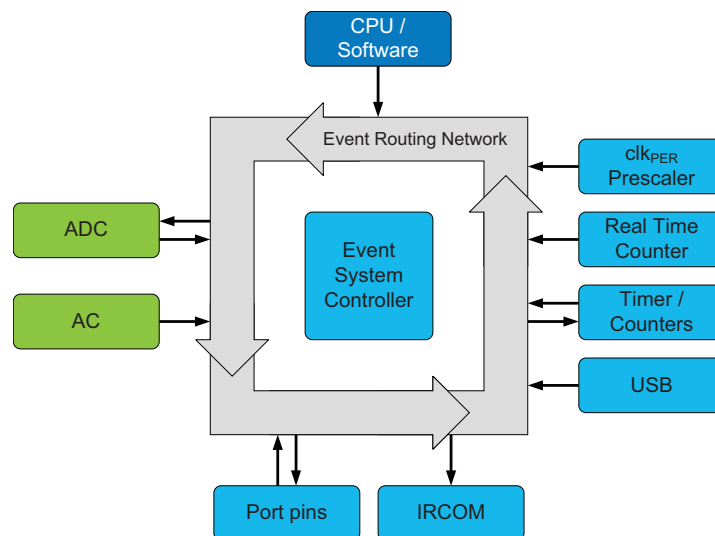 CPU /
Software
Event Routing Network
clkPER
Prescaler
ADC
Event
System
Controller
Real Time
Counter
AC
Timer /
Counters
USB
Port pins
IRCOM